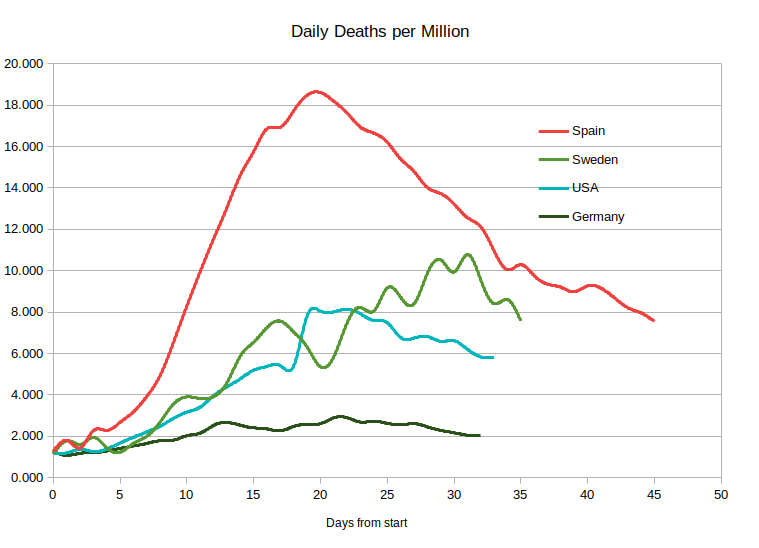 Daily Deaths per Million
20.000
18.000
16.000
14.000
12.000
10.000
8.000
6.000
4.000
2.000
0.000
Spain
Sweden
USA
Germany
0 5 10 15 20 25 30 35 40 45 50
Days from start